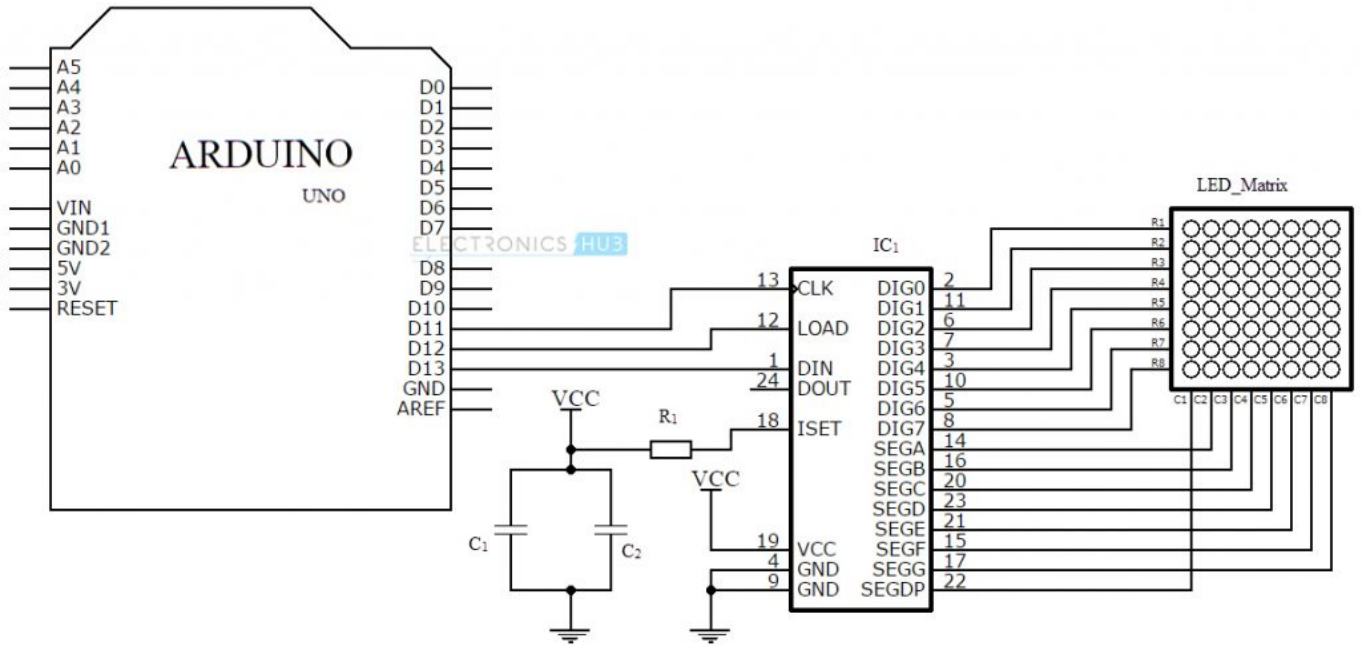 A5
A4
A3
A2
A1
A0
VIN
GND1
GND2
5V
3V
RESET
ARDUINO
UNO
D0
D1
D2
D3
D4
D5
D6
D7
D8
D9
D10
D11
D12
D13
GND
AREF
ELECTRONICS HUB
VCC
R1
C1
C2
VCC
IC1
13 CLK
12 LOAD
1 DIN
24 DOUT
18 ISET
19 VCC
4 GND
9 GND
DIG0 2
DIG1 11
DIG2 6
DIG3 7
DIG4 3
DIG5 10
DIG6 5
DIG7 8
SEGA 14
SEGB 16
SEGC 20
SEGD 23
SEGE 21
SEGF 15
SEGG 17
SEGDP 22
LED_Matrix
R1
R2
R3
R4
R5
R6
R7
R8
C1 C2 C3 C4 C5 C6 C7 C8